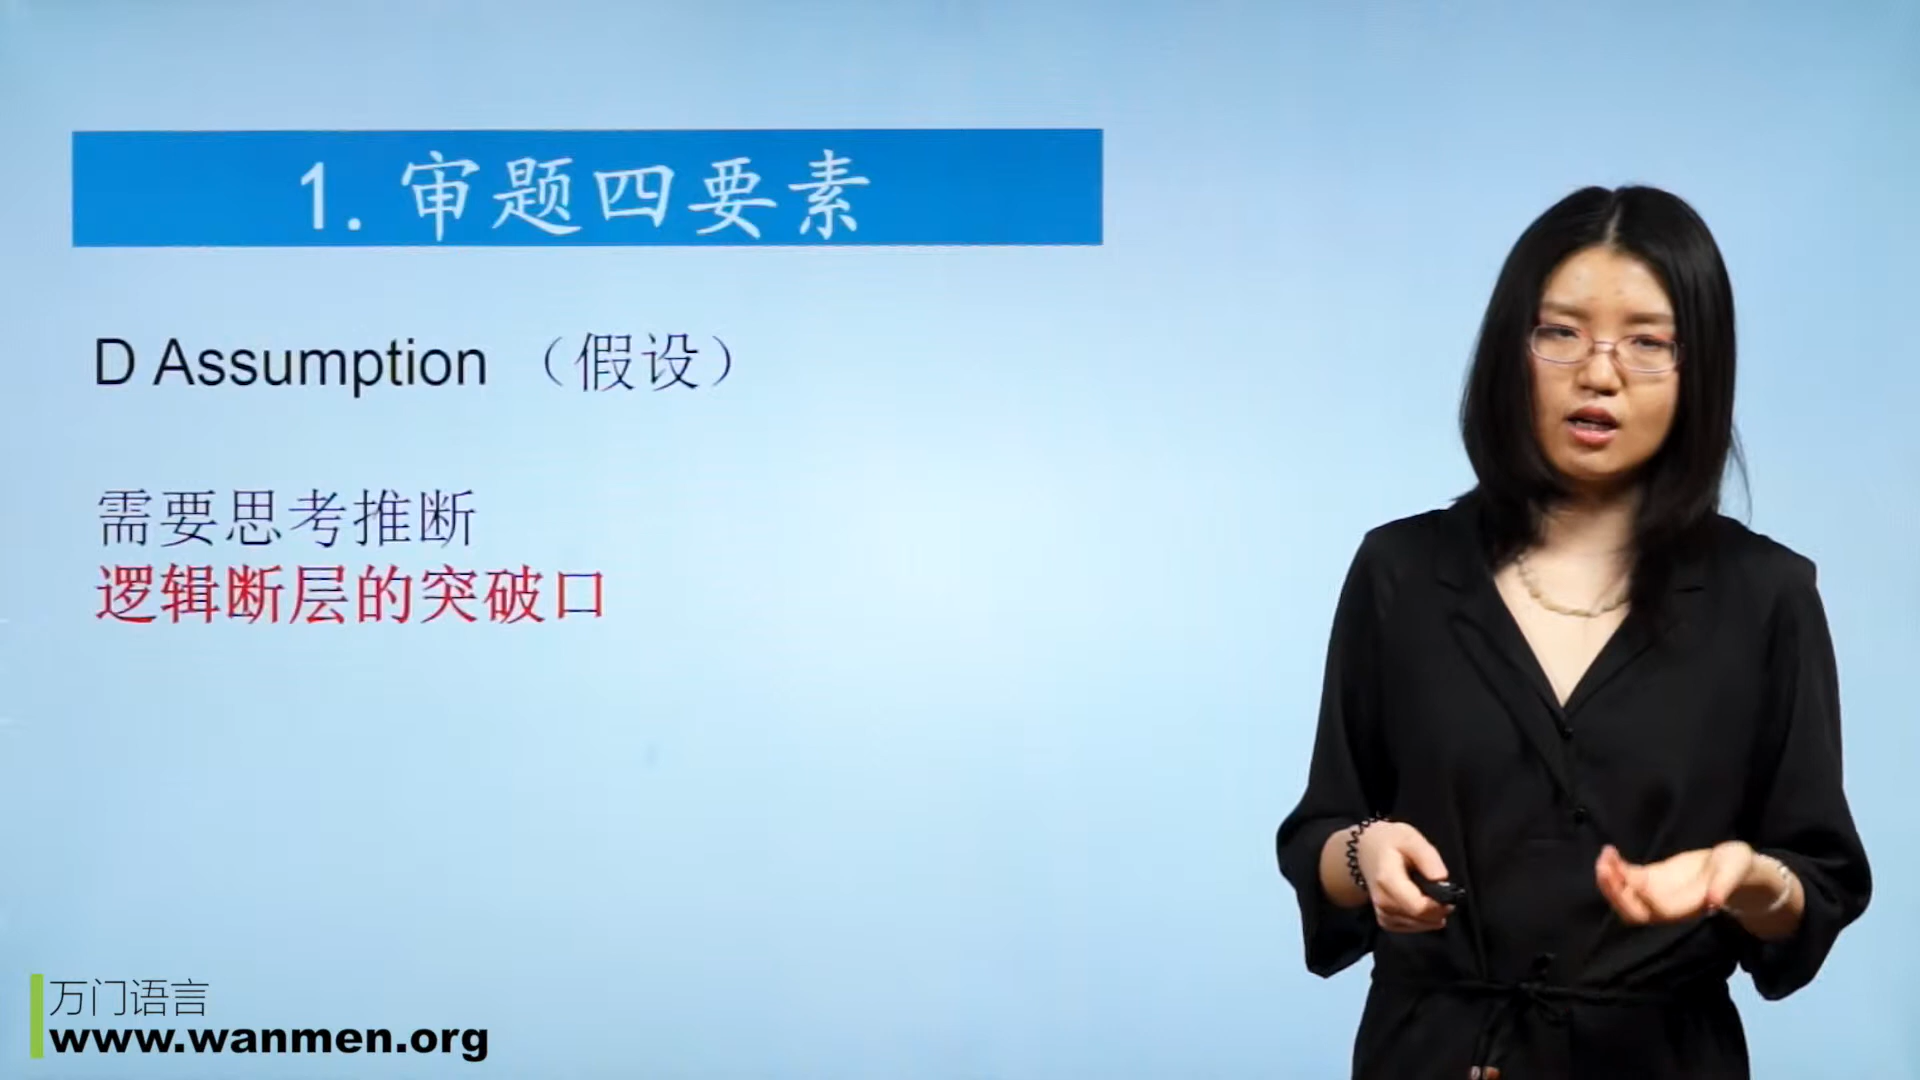 1. 审题四要素
D Assumption （假设）
需要思考推断
逻辑断层的突破口
万门语言
www.wanmen.org